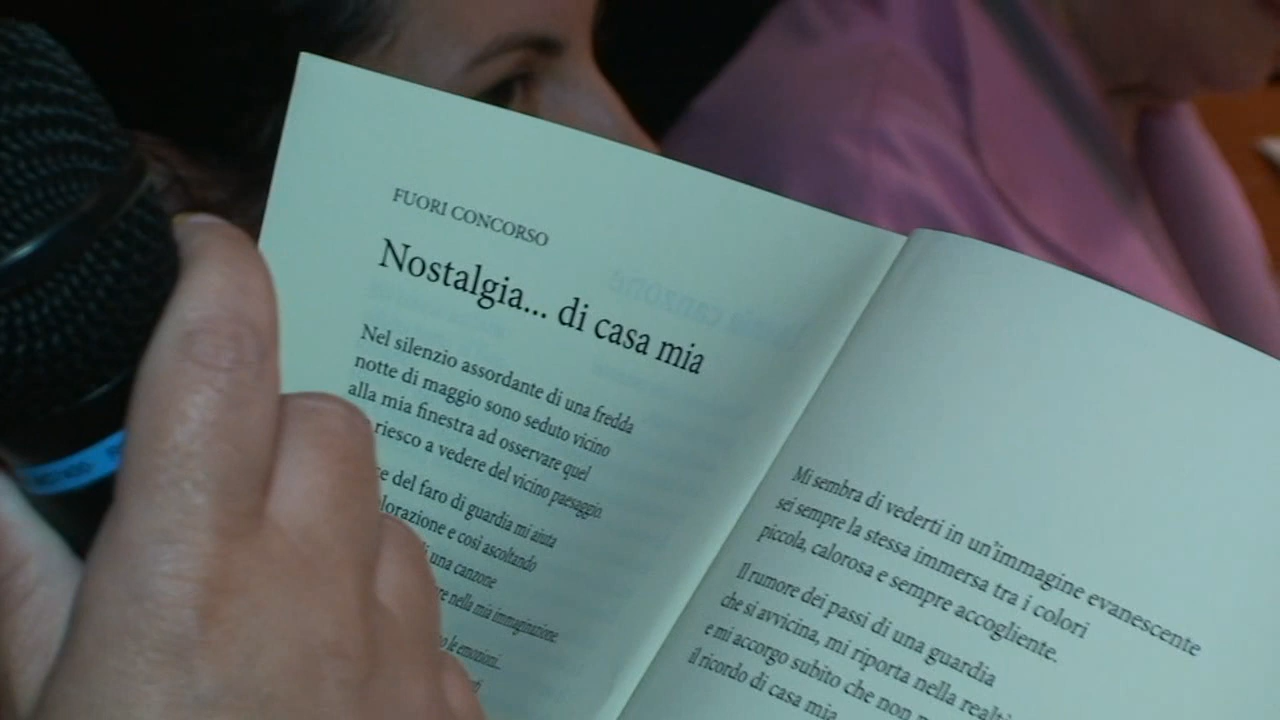 FUORI CONCORSO
Nostalgia... di casa mia
Nel silenzio assordante di una fredda
notte di maggio sono seduto vicino
alla mia finestra ad osservare quel
riesco a vedere del vicino paesaggio.
del faro di guardia mi aiuta
e così ascoltando
di una canzone
nella mia immaginazione
le emozioni...
Mi sembra di vederti in un'immagine evanescente
sei sempre la stessa immersa tra i colori
piccola, calorosa e sempre accogliente.
Il rumore dei passi di una guardia
che si avvicina, mi riporta nella realtà
e mi accorgo subito che non
il ricordo di casa mia